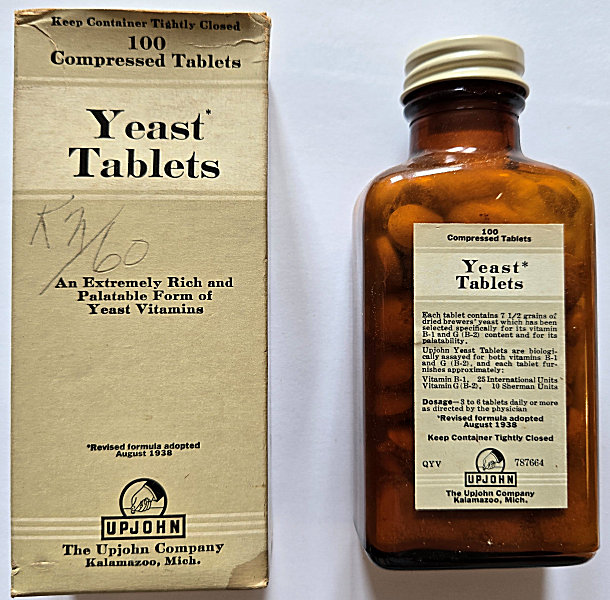 Keep Container Tightly Closed
100
Compressed Tablets
Yeast*
Tablets
An Extremely Rich and
Palatable Form of
Yeast Vitamins
*Revised formula adopted
August 1938
UPJOHN
The Upjohn Company
Kalamazoo, Mich.
100
Compressed Tablets
Yeast*
Tablets
Each tablet contains 7 1/2 grains of
dried brewers' yeast which has been
selected specifically for its vitamin
B-1 and G (B-2) content and for its
palatability.
Upjohn Yeast Tablets are biologi-
cally assayed for both vitamins B-1
and G (B-2), and each tablet fur-
nishes approximately:
Vitamin B-1, 25 International Units
Vitamin G (B-2), 10 Sherman Units
Dosage—3 to 6 tablets daily or more
as directed by the physician
*Revised formula adopted
August 1938
Keep Container Tightly Closed
QYV 787664
UPJOHN
The Upjohn Company
Kalamazoo, Mich.